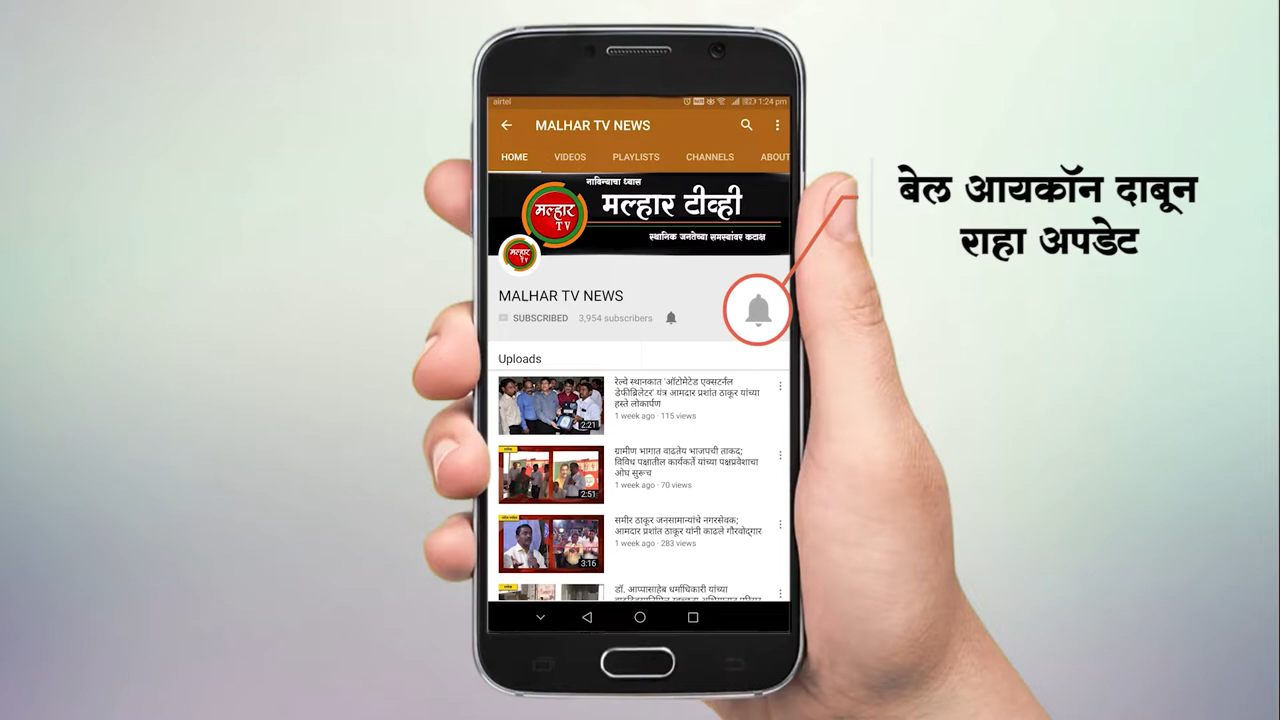 airtel
1:24 pm
MALHAR TV NEWS
HOME VIDEOS PLAYLISTS CHANNELS ABOUT
नाविन्याचा ध्यास
मल्हार टीव्ही
मल्हार
TV
स्थानिक जनतेच्या समस्यांवर कटाक्ष
मल्हार
TV
MALHAR TV NEWS
SUBSCRIBED 3,954 subscribers
Uploads
रेल्वे स्थानकात 'ऑटोमेटेड एक्सटर्नल
डेफीब्रिलेटर' यंत्र आमदार प्रशांत ठाकूर यांच्या
हस्ते लोकार्पण
1 week ago · 115 views
2:21
ग्रामीण भागात वाढतेय भाजपची ताकद;
विविध पक्षातील कार्यकर्ते यांच्या पक्षप्रवेशाचा
ओघ सुरूच
1 week ago · 70 views
2:51
समीर ठाकूर जनसामान्यांचे नगरसेवक;
आमदार प्रशांत ठाकूर यांनी काढले गौरवोद्गार
1 week ago · 283 views
3:16
डॉ. आप्पासाहेब धर्माधिकारी यांच्या
बेल आयकॉन दाबून
राहा अपडेट